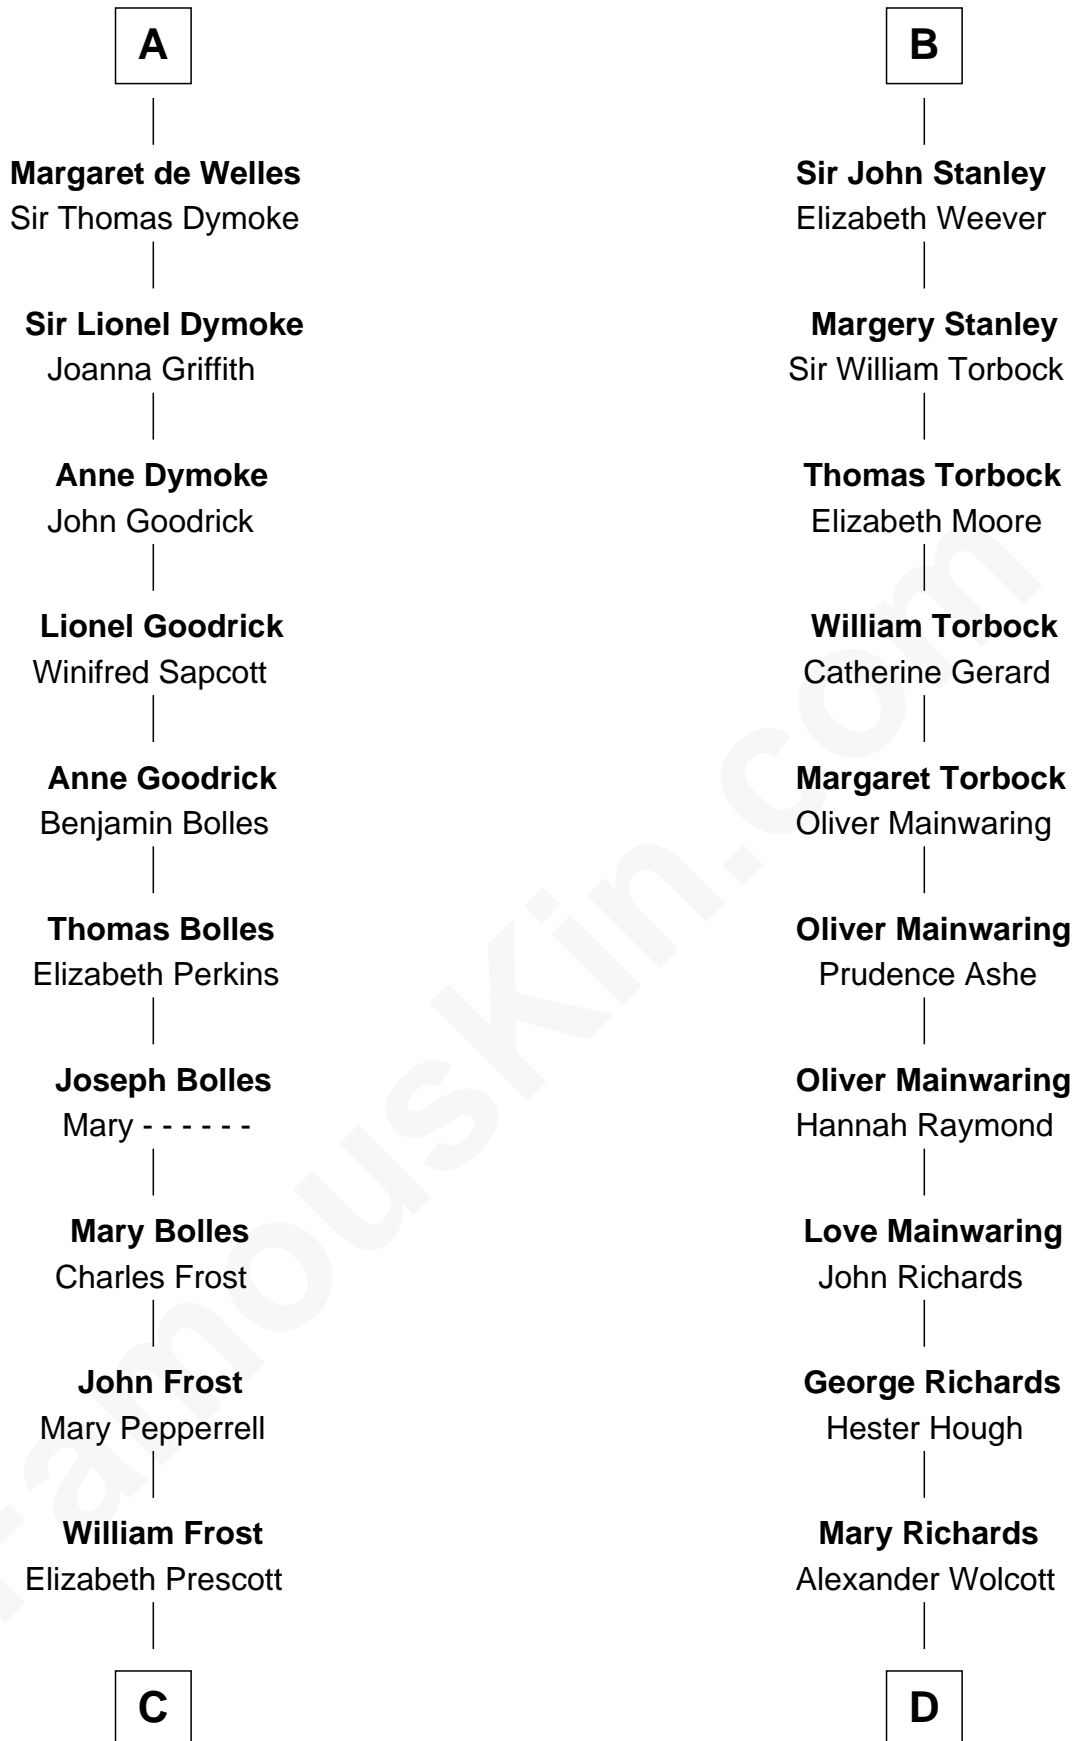 A
Margaret de Welles
Sir Thomas Dymoke
Sir Lionel Dymoke
Joanna Griffith
Anne Dymoke
John Goodrick
Lionel Goodrick
Winifred Sapcott
Anne Goodrick
Benjamin Bolles
Thomas Bolles
Elizabeth Perkins
Joseph Bolles
Mary - - - - - -
Mary Bolles
Charles Frost
John Frost
Mary Pepperrell
William Frost
Elizabeth Prescott
C
B
Sir John Stanley
Elizabeth Weever
Margery Stanley
Sir William Torbock
Thomas Torbock
Elizabeth Moore
William Torbock
Catherine Gerard
Margaret Torbock
Oliver Mainwaring
Oliver Mainwaring
Prudence Ashe
Oliver Mainwaring
Hannah Raymond
Love Mainwaring
John Richards
George Richards
Hester Hough
Mary Richards
Alexander Wolcott
D
FamousKin.com